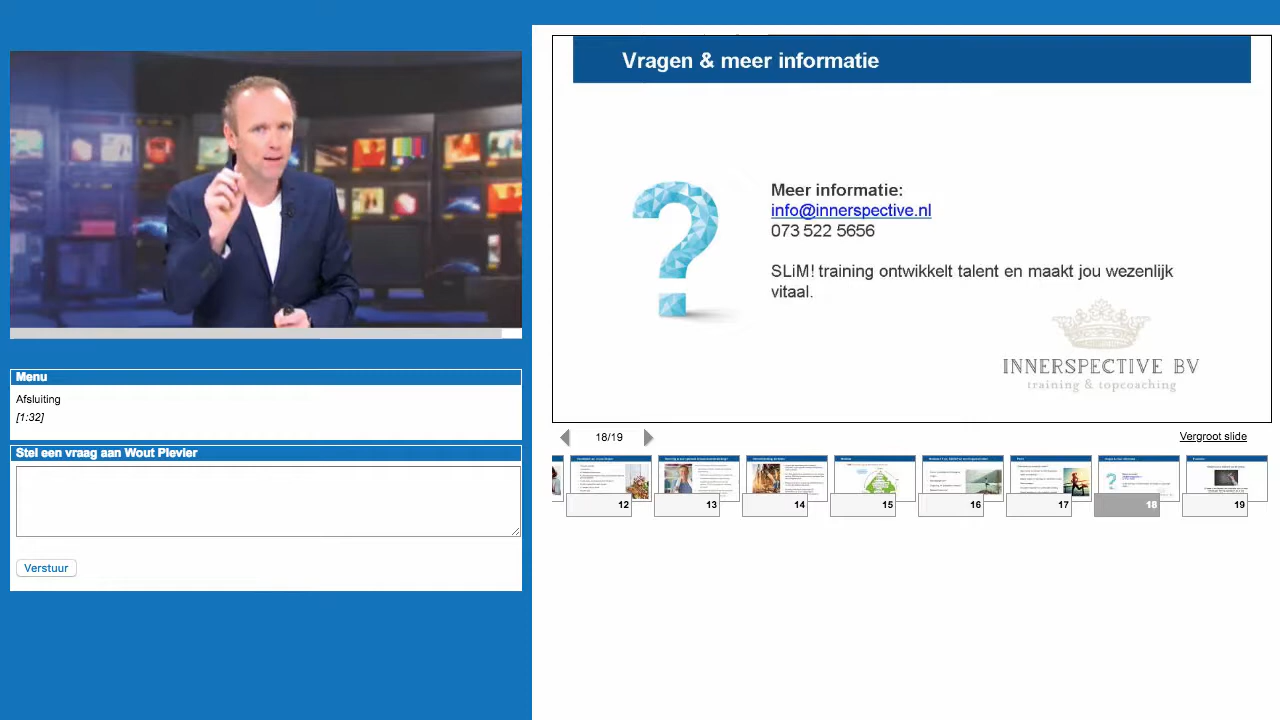 Vragen & meer informatie
Meer informatie:
info@innerspective.nl
073 522 5656
SLiM! training ontwikkelt talent en maakt jou wezenlijk
vitaal.
INNERSPECTIVE BV
training & topcoaching
Menu
Afsluiting
[1:32]
Stel een vraag aan Wout Plevier
Verstuur
18/19
Vergroot slide
12
13
14
15
16
17
18
19